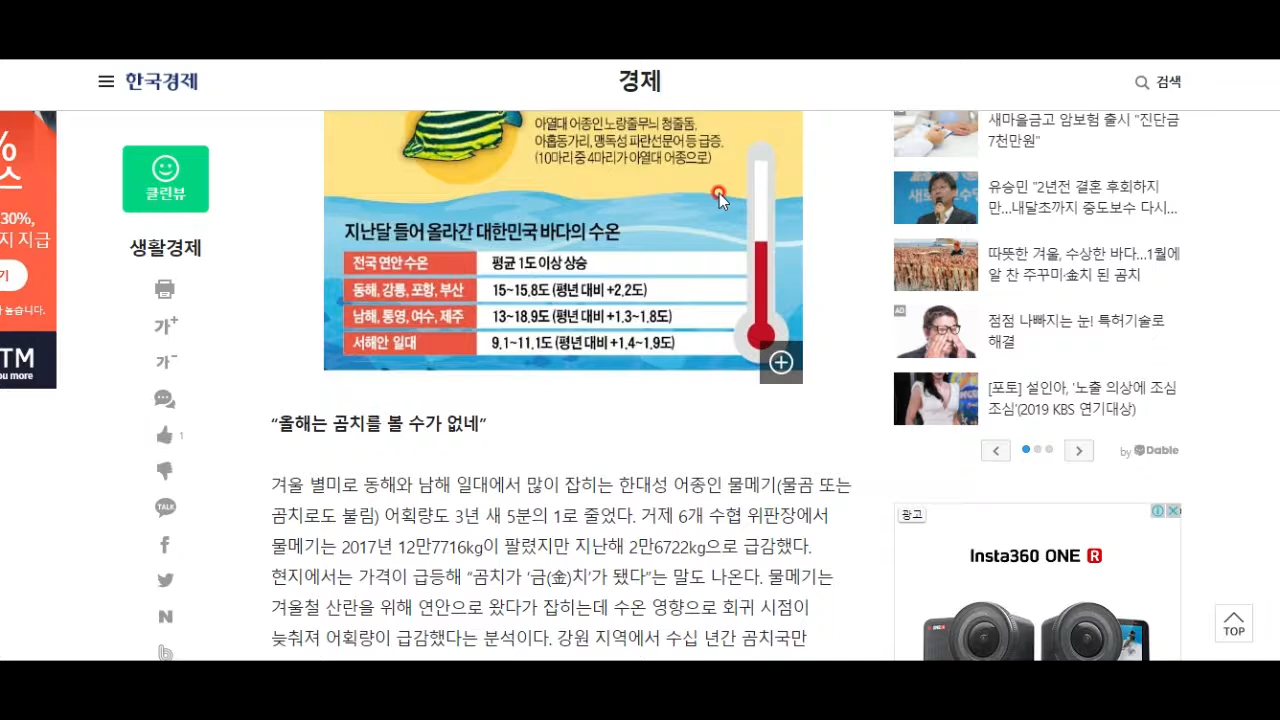 한국경제
경제
검색
%
스
30%,
지 지급
기
높습니다.
TM
ou more
클린뷰
생활경제
가+
가-
1
TALK
아열대 어종인 노랑줄무늬 청줄돔,
아홉동가리, 맹독성 파란선문어 등 급증.
(10마리 중 4마리가 아열대 어종으로)
지난달 들어 올라간 대한민국 바다의 수온
전국 연안 수온 평균 1도 이상 상승
동해, 강릉, 포항, 부산 15~15.8도 (평년 대비 +2.2도)
남해, 통영, 여수, 제주 13~18.9도 (평년 대비 +1.3~1.8도)
서해안 일대 9.1~11.1도 (평년 대비 +1.4~1.9도)
“올해는 곰치를 볼 수가 없네”
겨울 별미로 동해와 남해 일대에서 많이 잡히는 한대성 어종인 물메기(물곰 또는
곰치로도 불림) 어획량도 3년 새 5분의 1로 줄었다. 거제 6개 수협 위판장에서
물메기는 2017년 12만7716kg이 팔렸지만 지난해 2만6722kg으로 급감했다.
현지에서는 가격이 급등해 “곰치가 ‘금(金)치’가 됐다”는 말도 나온다. 물메기는
겨울철 산란을 위해 연안으로 왔다가 잡히는데 수온 영향으로 회귀 시점이
늦춰져 어획량이 급감했다는 분석이다. 강원 지역에서 수십 년간 곰치국만
새마을금고 암보험 출시 "진단금
7천만원"
유승민 "2년전 결혼 후회하지
만…내달초까지 중도보수 다시...
따뜻한 겨울, 수상한 바다…1월에
알 찬 주꾸미·金치 된 곰치
AD
점점 나빠지는 눈! 특허기술로
해결
[포토] 설인아, '노출 의상에 조심
조심'(2019 KBS 연기대상)
by Dable
광고
Insta360 ONE R
TOP